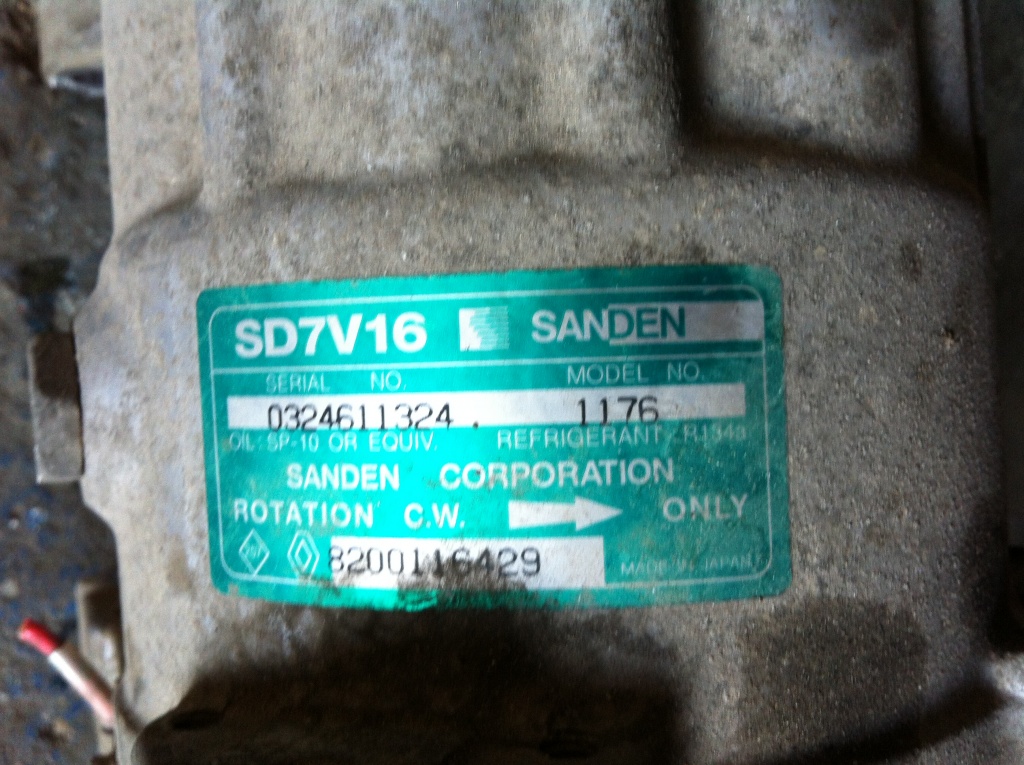 SD7V16 SANDEN
SERIAL NO. MODEL NO.
0324611324. 1176
OIL: SP-10 OR EQUIV. REFRIGERANT: R134a
SANDEN CORPORATION
ROTATION C.W. ONLY
8200116429 MADE IN JAPAN